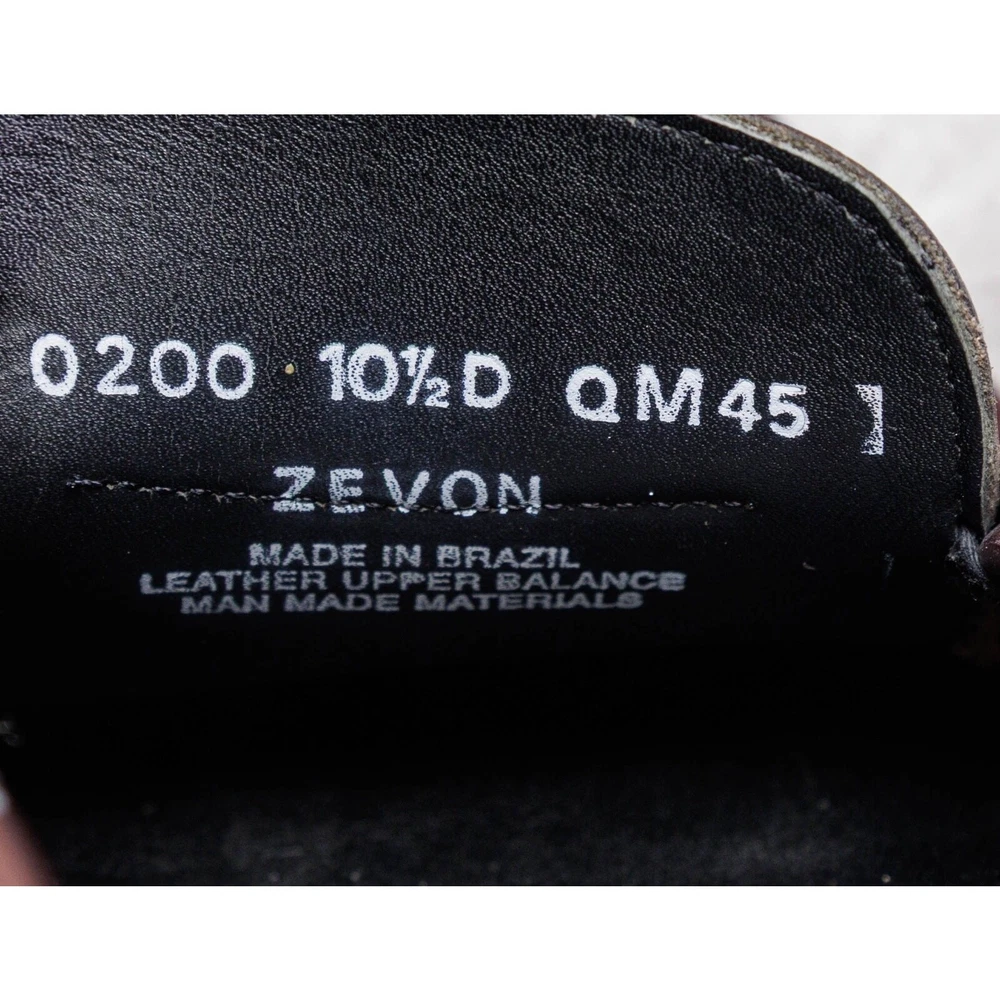 0200 10½D QM45 ]
ZEVON
MADE IN BRAZIL
LEATHER UPPER BALANCE
MAN MADE MATERIALS